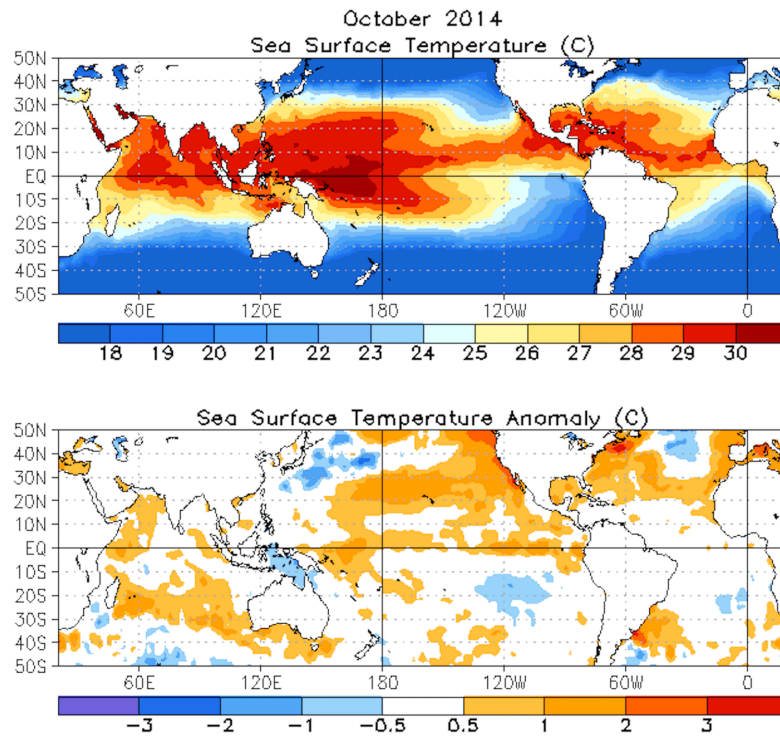 October 2014
Sea Surface Temperature (C)
50N
40N
30N
20N
10N
EQ
10S
20S
30S
40S
50S
60E 120E 180 120W 60W 0
18 19 20 21 22 23 24 25 26 27 28 29 30
Sea Surface Temperature Anomaly (C)
50N
40N
30N
20N
10N
EQ
10S
20S
30S
40S
50S
60E 120E 180 120W 60W 0
-3 -2 -1 -0.5 0.5 1 2 3